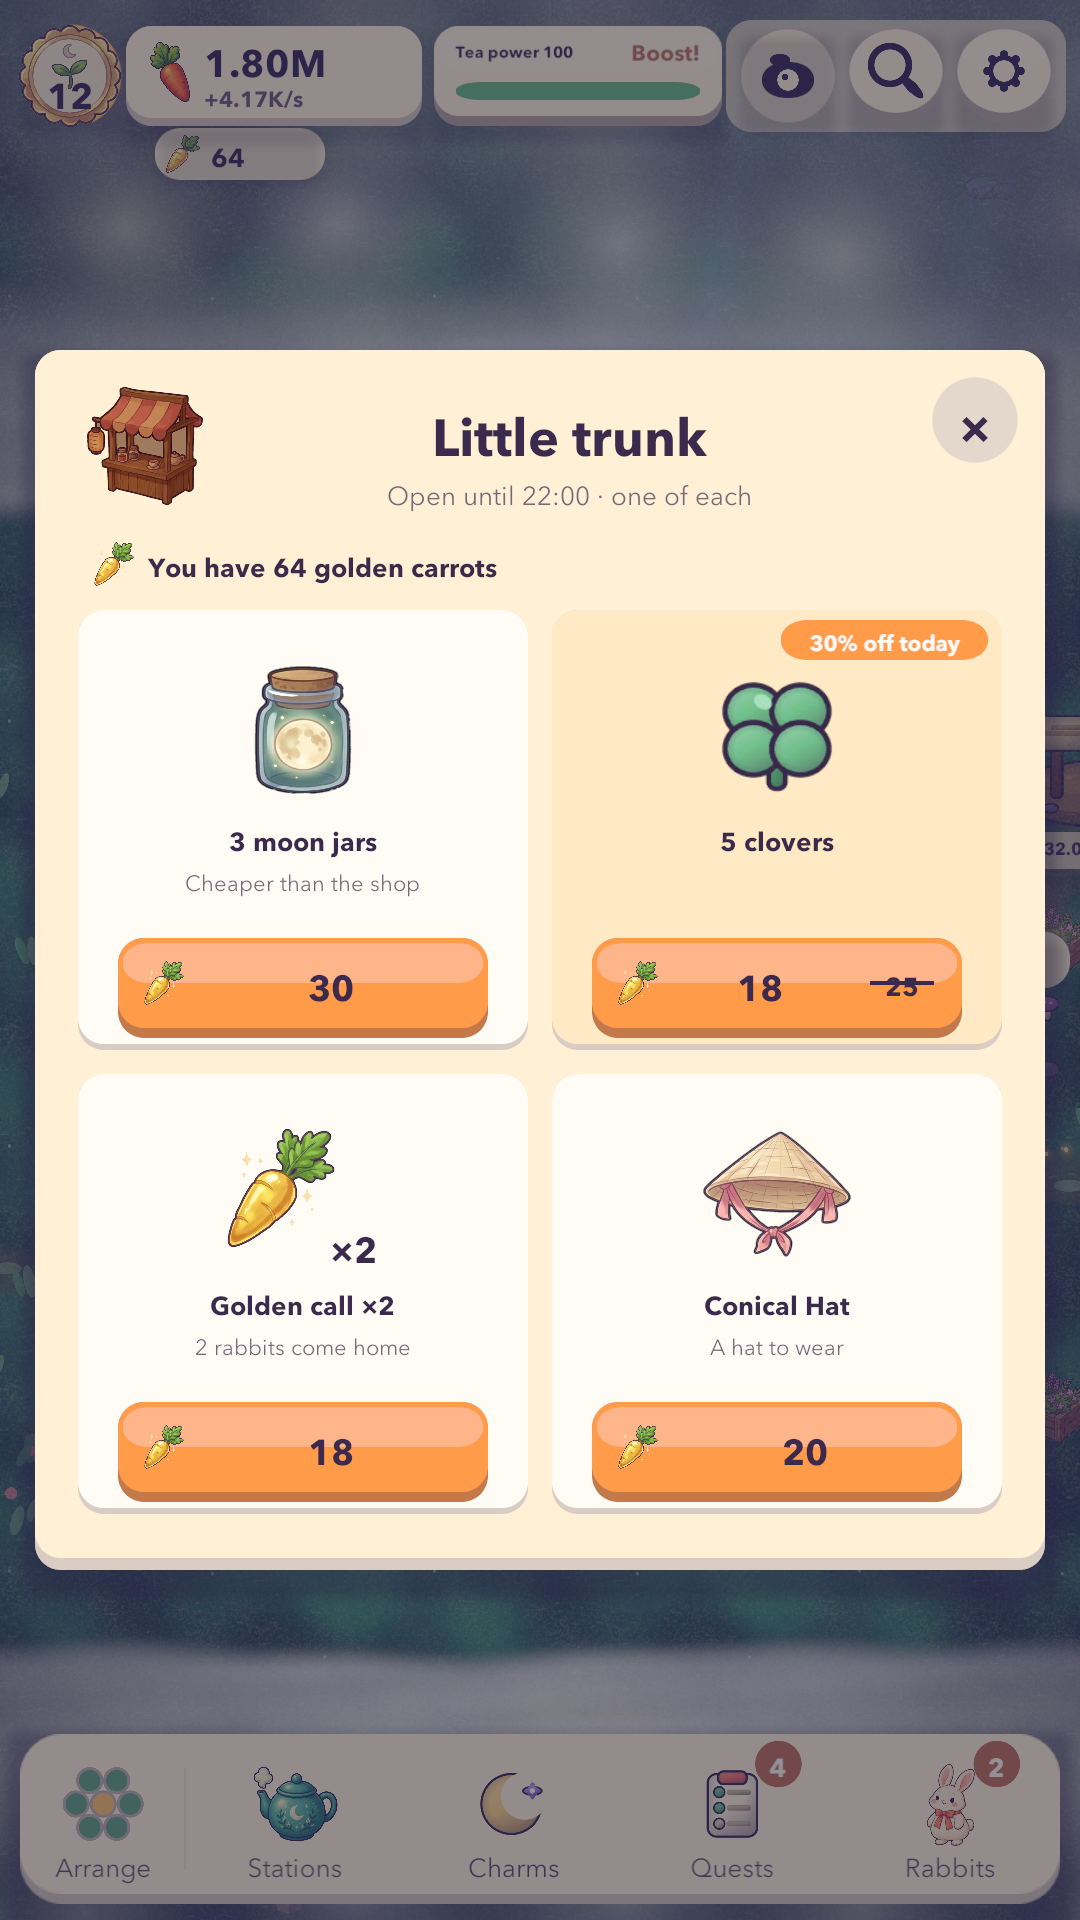 12
1.80M
+4.17K/s
Tea power 100
Boost!
64
Little trunk
Open until 22:00 · one of each
You have 64 golden carrots
30% off today
3 moon jars
Cheaper than the shop
5 clovers
30
18
25
×2
Golden call ×2
2 rabbits come home
Conical Hat
A hat to wear
18
20
32.0
4
2
Arrange
Stations
Charms
Quests
Rabbits